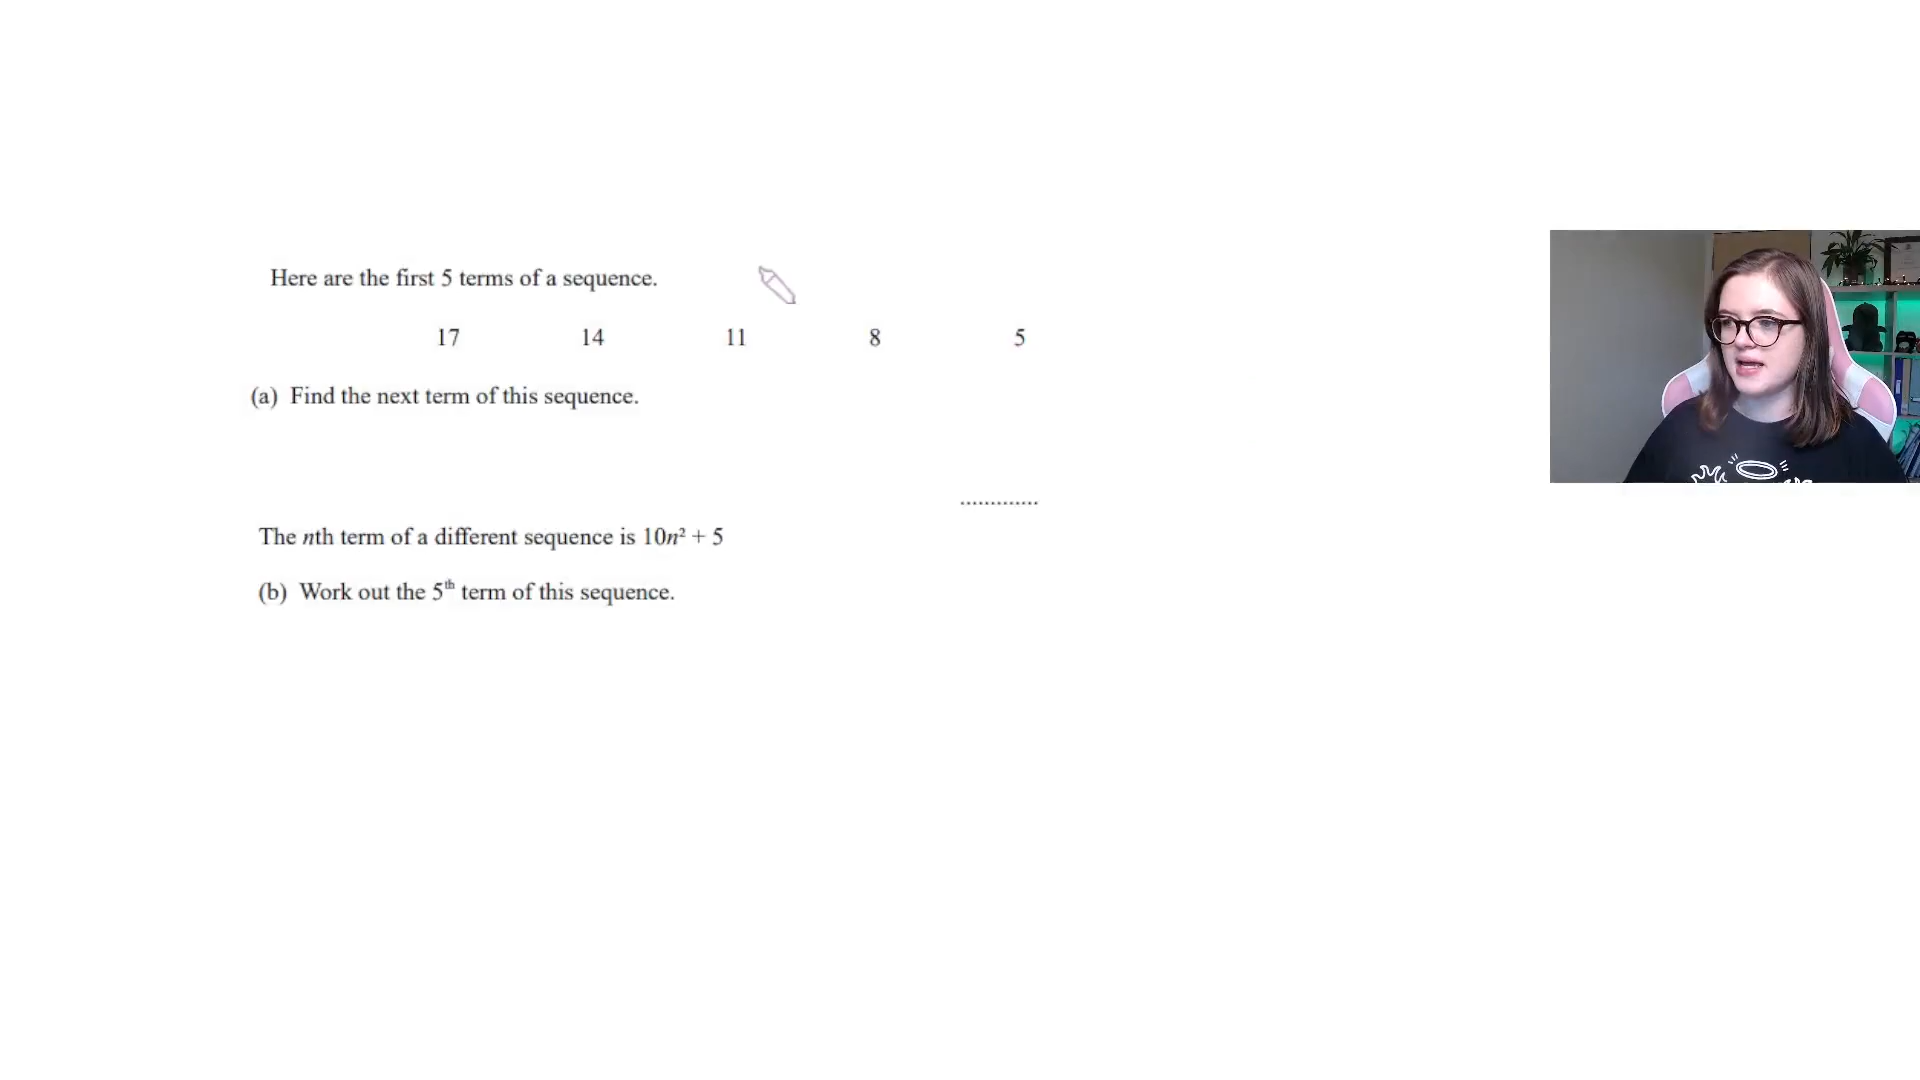 Here are the first 5 terms of a sequence.
17 14 11 8 5
(a) Find the next term of this sequence.
.............
The nth term of a different sequence is 10n² + 5
(b) Work out the 5th term of this sequence.